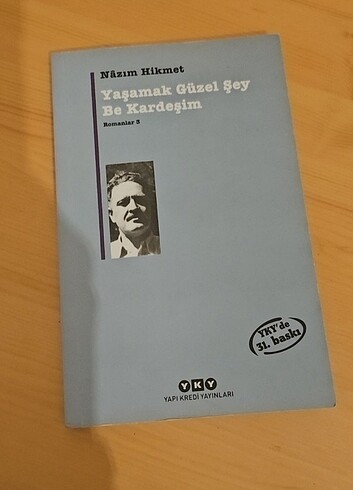 Nâzım Hikmet
Yaşamak Güzel Şey
Be Kardeşim
Romanlar 3
YKY'de
31. baskı
YKY
YAPI KREDİ YAYINLARI